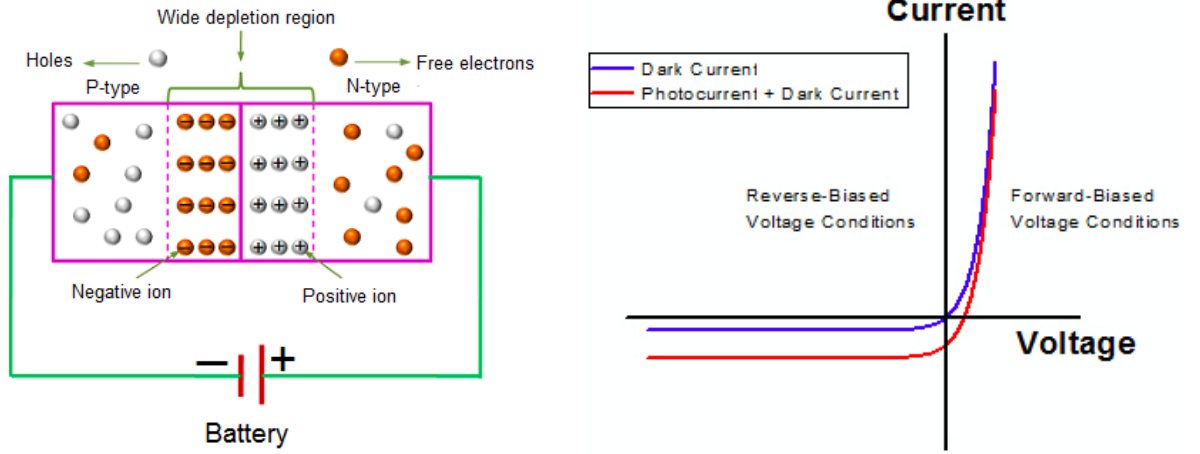 Wide depletion region
Holes
Free electrons
P-type
N-type
Negative ion
Positive ion
− +
Battery
Current
Dark Current
Photocurrent + Dark Current
Reverse-Biased
Voltage Conditions
Forward-Biased
Voltage Conditions
Voltage